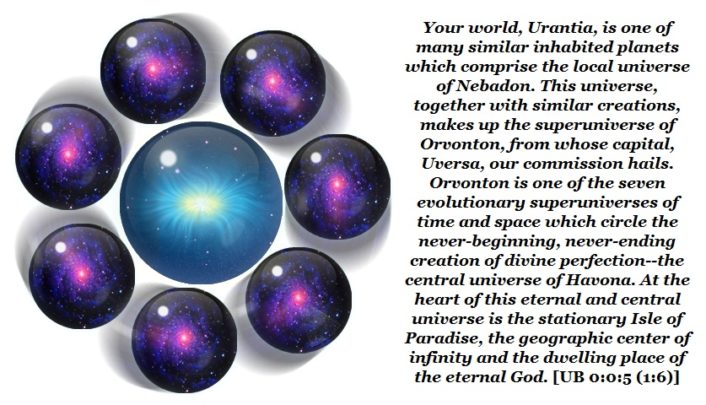 Your world, Urantia, is one of
many similar inhabited planets
which comprise the local universe
of Nebadon. This universe,
together with similar creations,
makes up the superuniverse of
Orvonton, from whose capital,
Uversa, our commission hails.
Orvonton is one of the seven
evolutionary superuniverses of
time and space which circle the
never-beginning, never-ending
creation of divine perfection--the
central universe of Havona. At the
heart of this eternal and central
universe is the stationary Isle of
Paradise, the geographic center of
infinity and the dwelling place of
the eternal God. [UB 0:0:5 (1:6)]